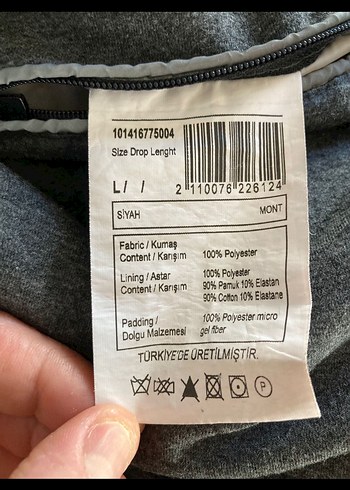 101416775004
Size Drop Lenght
L / /
2 110076 226124
SİYAH MONT
Fabric / Kumaş
Content / Karışım 100% Polyester
Lining / Astar 100% Polyester
Content / Karışım 90% Pamuk 10% Elastan
90% Cotton 10% Elastane
Padding / 100% Polyester micro
Dolgu Malzemesi gel fiber
TÜRKİYE'DE ÜRETİLMİŞTİR.
P